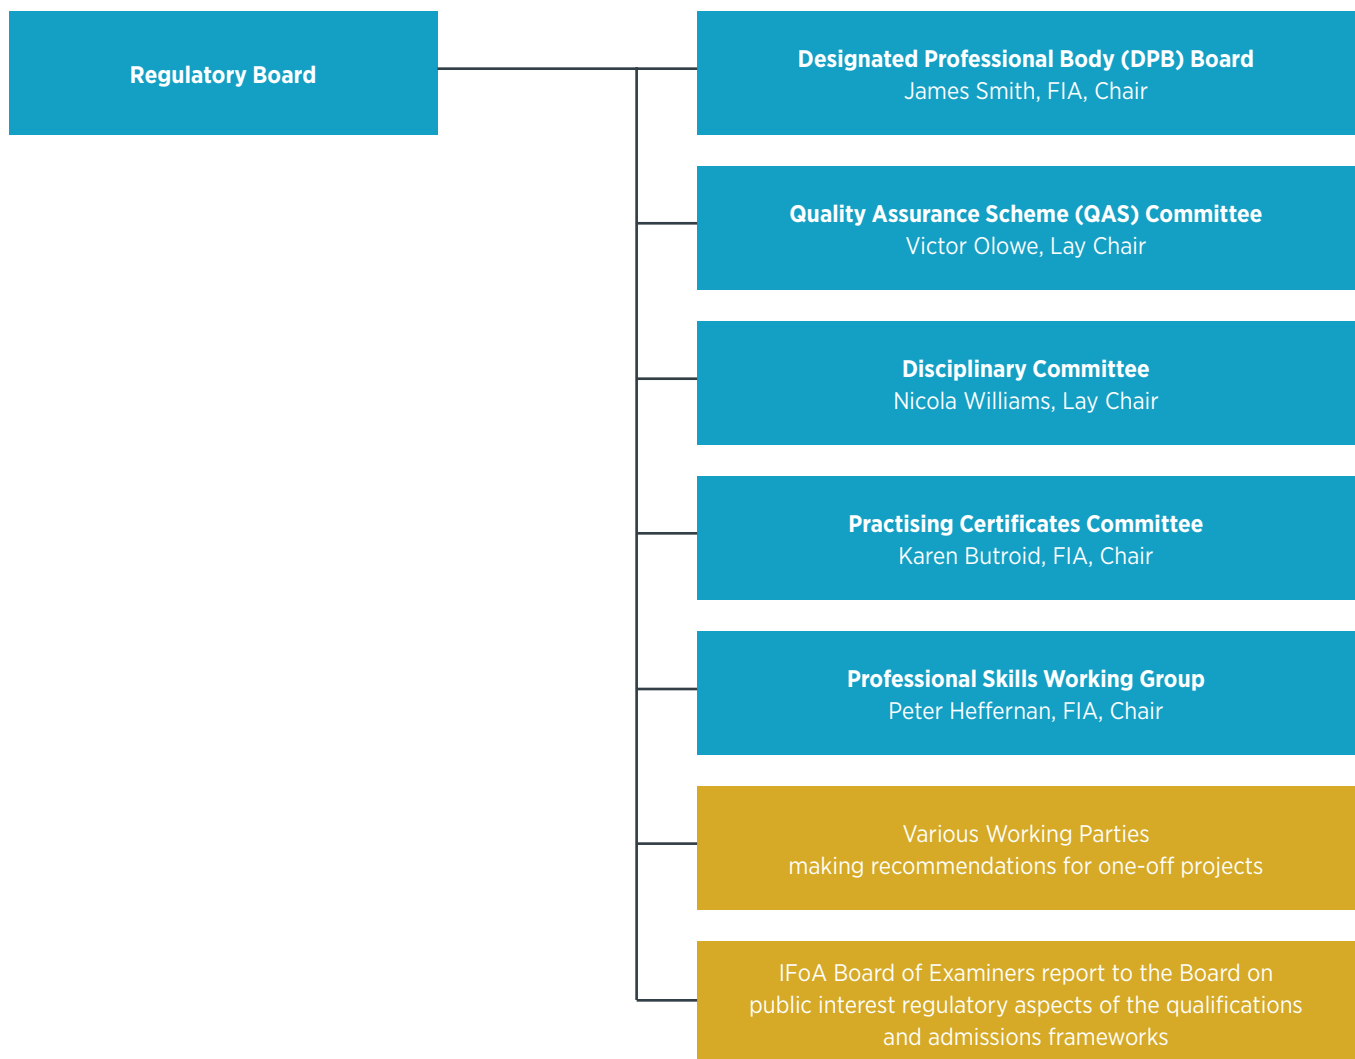 Regulatory Board
Designated Professional Body (DPB) Board
James Smith, FIA, Chair
Quality Assurance Scheme (QAS) Committee
Victor Olowe, Lay Chair
Disciplinary Committee
Nicola Williams, Lay Chair
Practising Certificates Committee
Karen Butroid, FIA, Chair
Professional Skills Working Group
Peter Heffernan, FIA, Chair
Various Working Parties
making recommendations for one-off projects
IFoA Board of Examiners report to the Board on
public interest regulatory aspects of the qualifications
and admissions frameworks